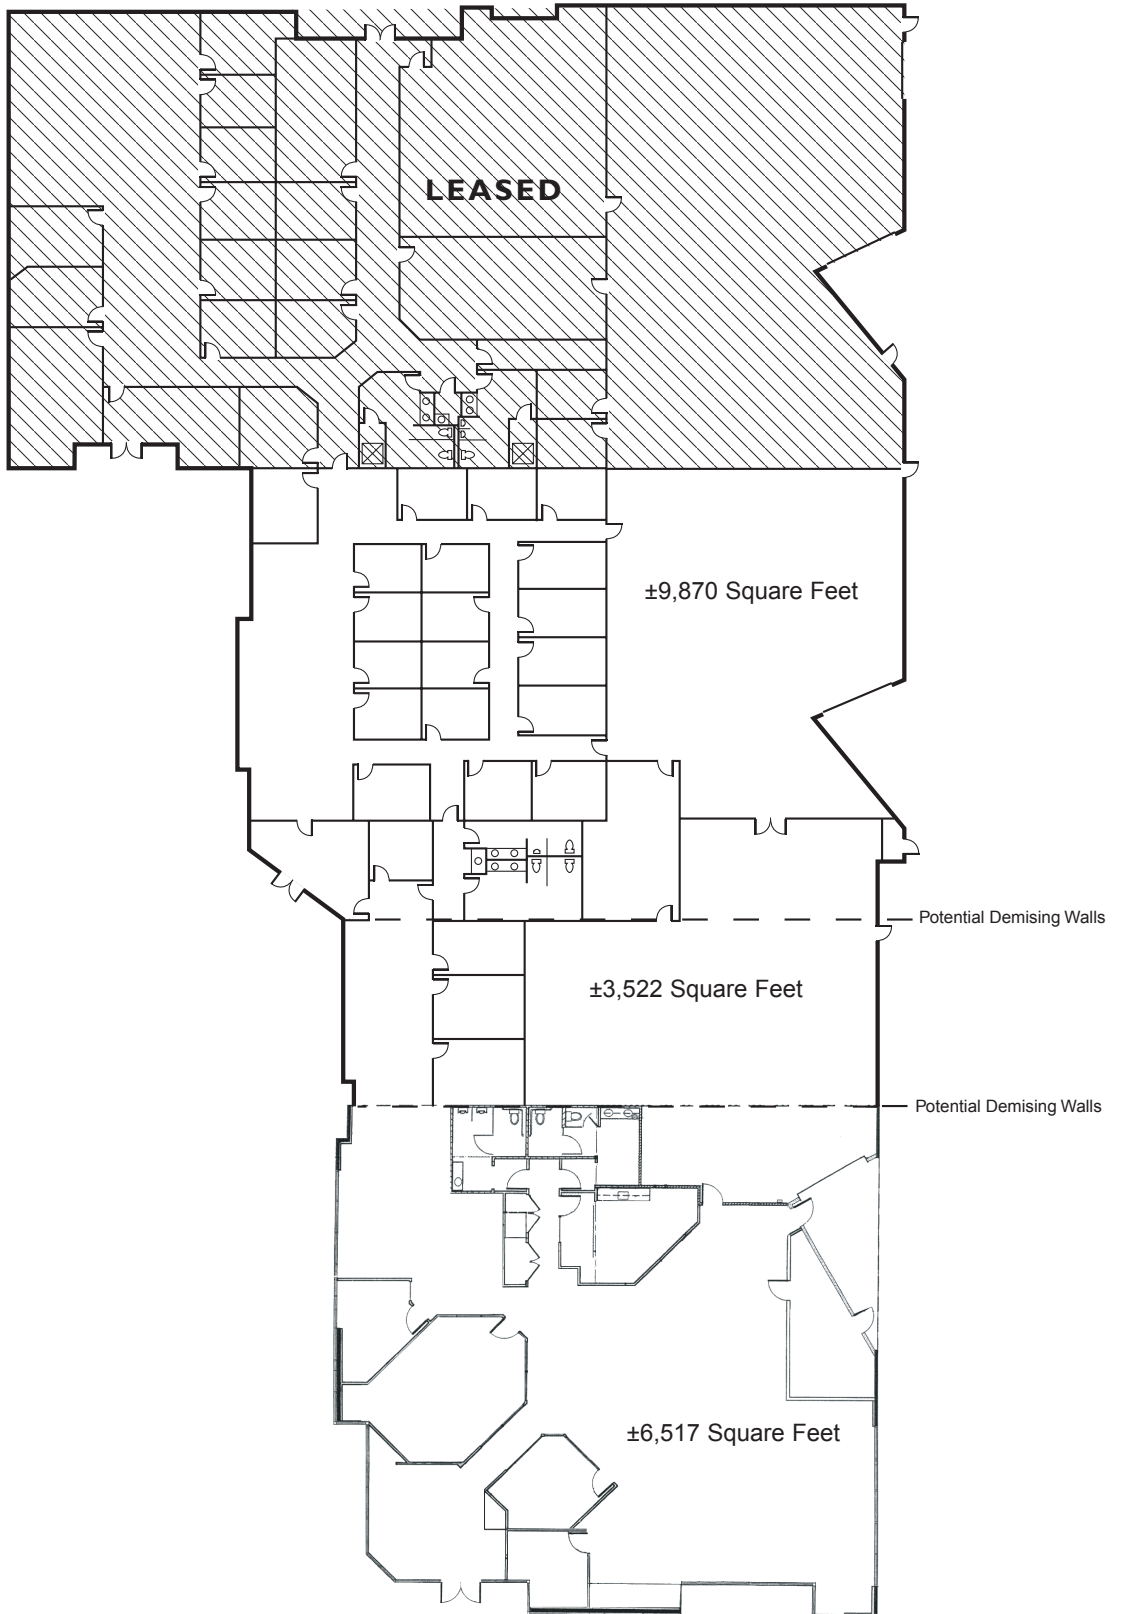 LEASED
±9,870 Square Feet
Potential Demising Walls
±3,522 Square Feet
Potential Demising Walls
±6,517 Square Feet